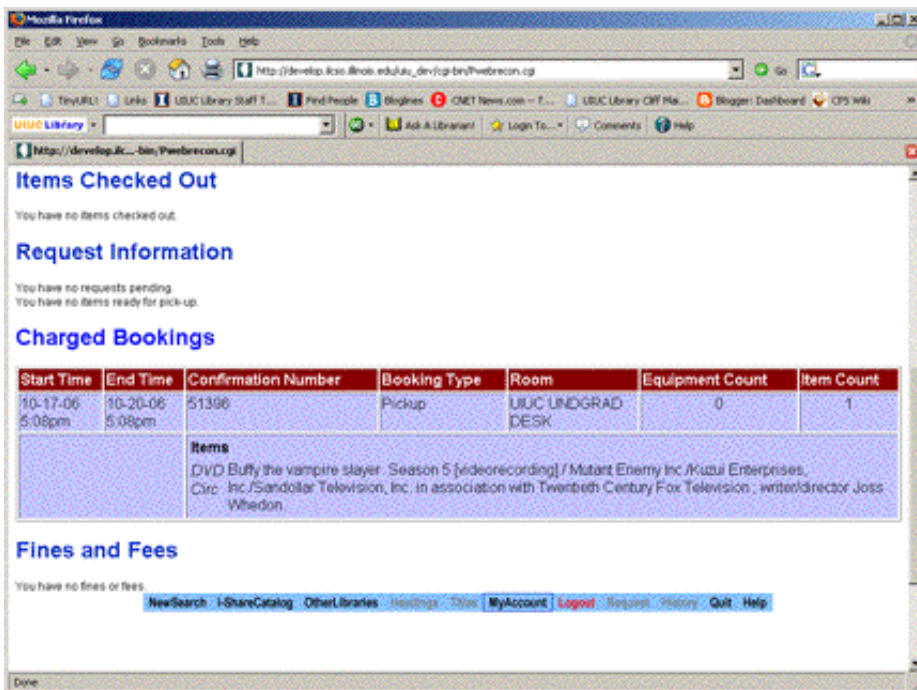 Mozilla Firefox
File Edit View Go Bookmarks Tools Help
http://develop.ilcso.illinois.edu/uiu_dev/cgi-bin/Pwebrecon.cgi Go
TinyURL! Links UIUC Library Staff T... Find People Bloglines CNET News.com -- T... UIUC Library Blogger: Dashboard CPS Wiki
UIUC Library Ask A Librarian! Login To... Comments Help
http://develop.ilc...-bin/Pwebrecon.cgi
Items Checked Out
You have no items checked out.
Request Information
You have no requests pending.
You have no items ready for pick-up.
Charged Bookings
Start Time End Time Confirmation Number Booking Type Room Equipment Count Item Count
10-17-06 10-20-06 51396 Pickup UIUC UNDGRAD 0 1
5:08pm 5:08pm DESK
Items
DVD Buffy the vampire slayer. Season 5 [videorecording] / Mutant Enemy Inc./Kuzui Enterprises,
Circ Inc./Sandollar Television, Inc. in association with Twentieth Century Fox Television ; writer/director Joss
Whedon.
Fines and Fees
You have no fines or fees.
NewSearch I-ShareCatalog OtherLibraries Headings Titles MyAccount Logout Request History Quit Help
Done